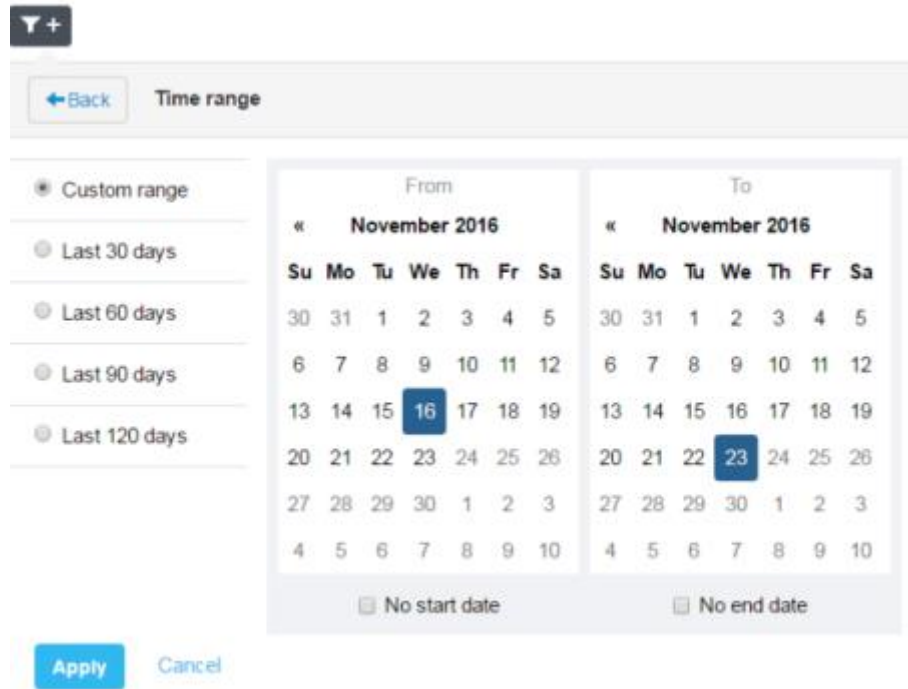 +
Back Time range
Custom range
Last 30 days
Last 60 days
Last 90 days
Last 120 days
From
« November 2016
Su Mo Tu We Th Fr Sa
30 31 1 2 3 4 5
6 7 8 9 10 11 12
13 14 15 16 17 18 19
20 21 22 23 24 25 26
27 28 29 30 1 2 3
4 5 6 7 8 9 10
No start date
To
« November 2016
Su Mo Tu We Th Fr Sa
30 31 1 2 3 4 5
6 7 8 9 10 11 12
13 14 15 16 17 18 19
20 21 22 23 24 25 26
27 28 29 30 1 2 3
4 5 6 7 8 9 10
No end date
Apply Cancel